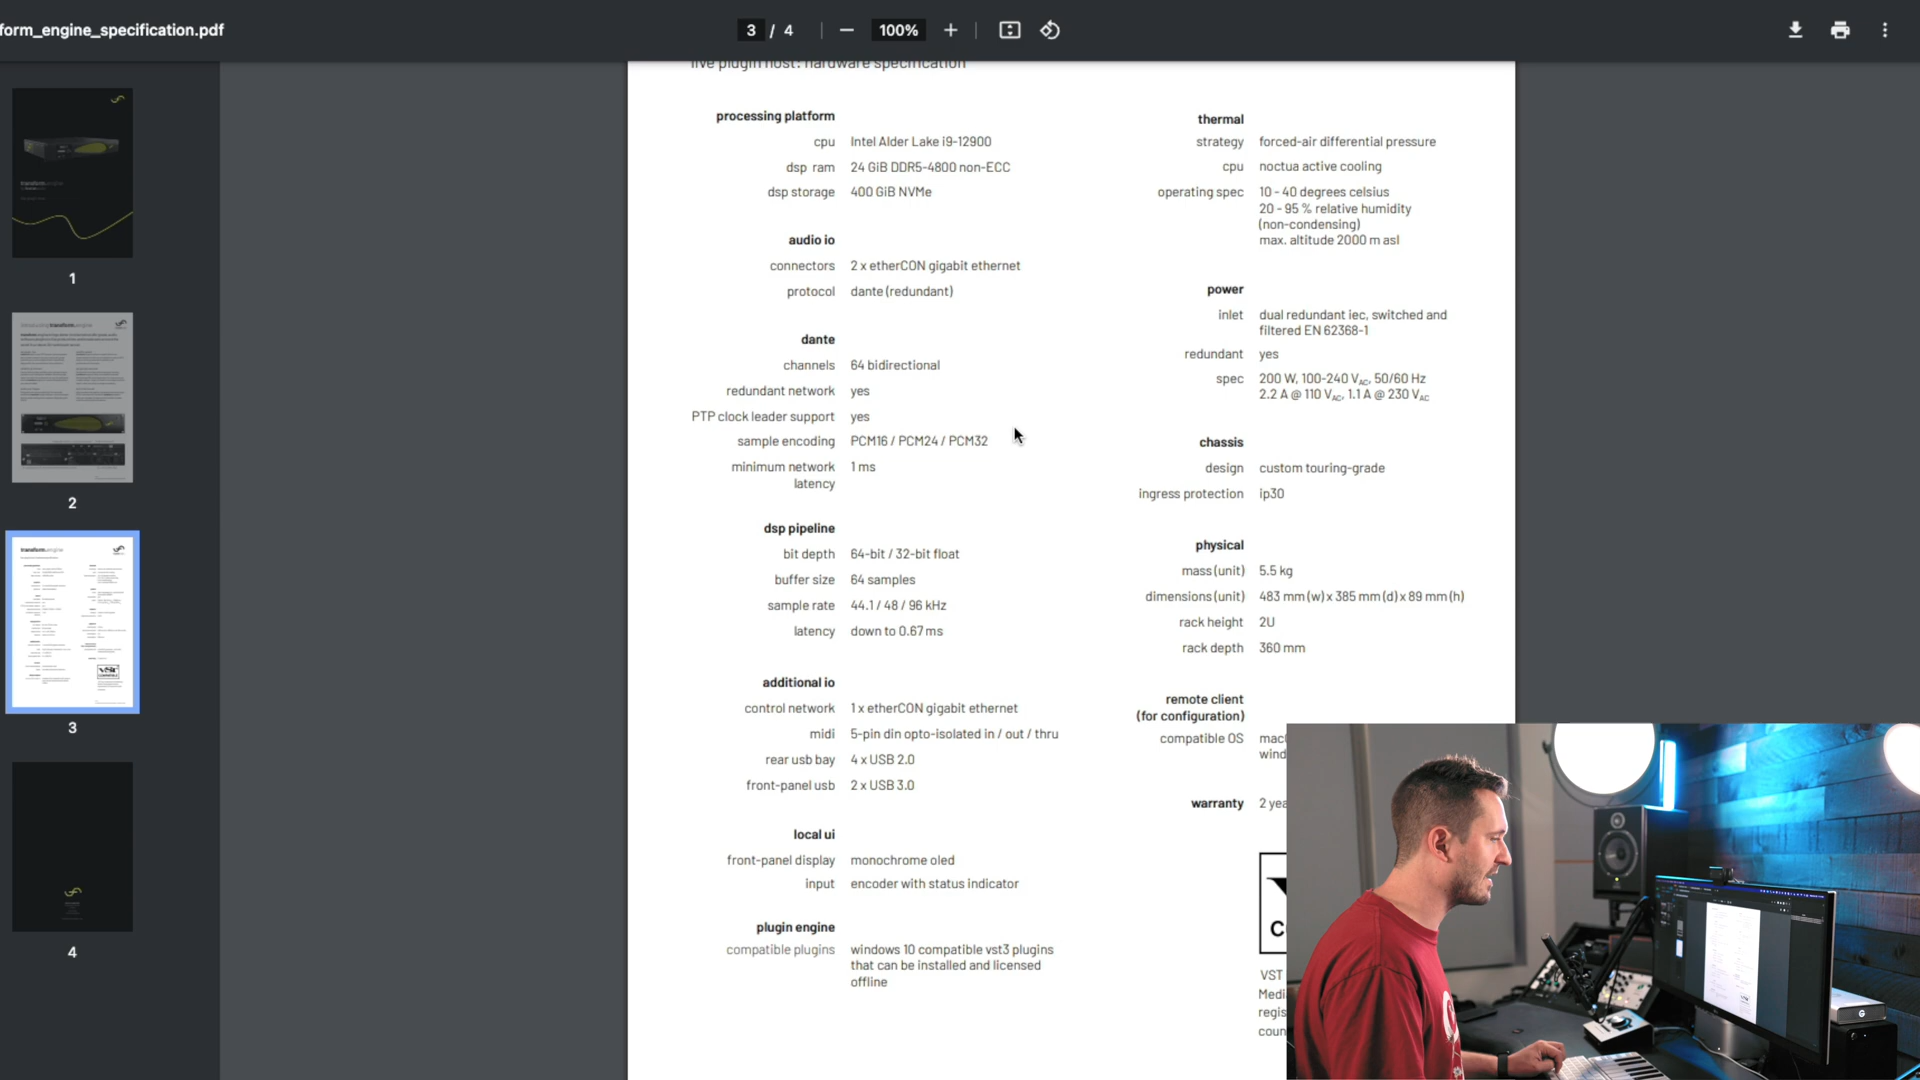 form_engine_specification.pdf
3 / 4
100%
1
2
3
4
live plugin host: hardware specification
processing platform
cpu Intel Alder Lake i9-12900
dsp ram 24 GiB DDR5-4800 non-ECC
dsp storage 400 GiB NVMe
audio io
connectors 2 x etherCON gigabit ethernet
protocol dante (redundant)
dante
channels 64 bidirectional
redundant network yes
PTP clock leader support yes
sample encoding PCM16 / PCM24 / PCM32
minimum network 1 ms
latency
dsp pipeline
bit depth 64-bit / 32-bit float
buffer size 64 samples
sample rate 44.1 / 48 / 96 kHz
latency down to 0.67 ms
additional io
control network 1 x etherCON gigabit ethernet
midi 5-pin din opto-isolated in / out / thru
rear usb bay 4 x USB 2.0
front-panel usb 2 x USB 3.0
local ui
front-panel display monochrome oled
input encoder with status indicator
plugin engine
compatible plugins windows 10 compatible vst3 plugins
that can be installed and licensed
offline
thermal
strategy forced-air differential pressure
cpu noctua active cooling
operating spec 10 - 40 degrees celsius
20 - 95 % relative humidity
(non-condensing)
max. altitude 2000 m asl
power
inlet dual redundant iec, switched and
filtered EN 62368-1
redundant yes
spec 200 W, 100-240 VAC, 50/60 Hz
2.2 A @ 110 VAC, 1.1 A @ 230 VAC
chassis
design custom touring-grade
ingress protection ip30
physical
mass (unit) 5.5 kg
dimensions (unit) 483 mm (w) x 385 mm (d) x 89 mm (h)
rack height 2U
rack depth 360 mm
remote client
(for configuration)
compatible OS mac
wind
warranty 2 yea
C
VST
Medi
regis
coun